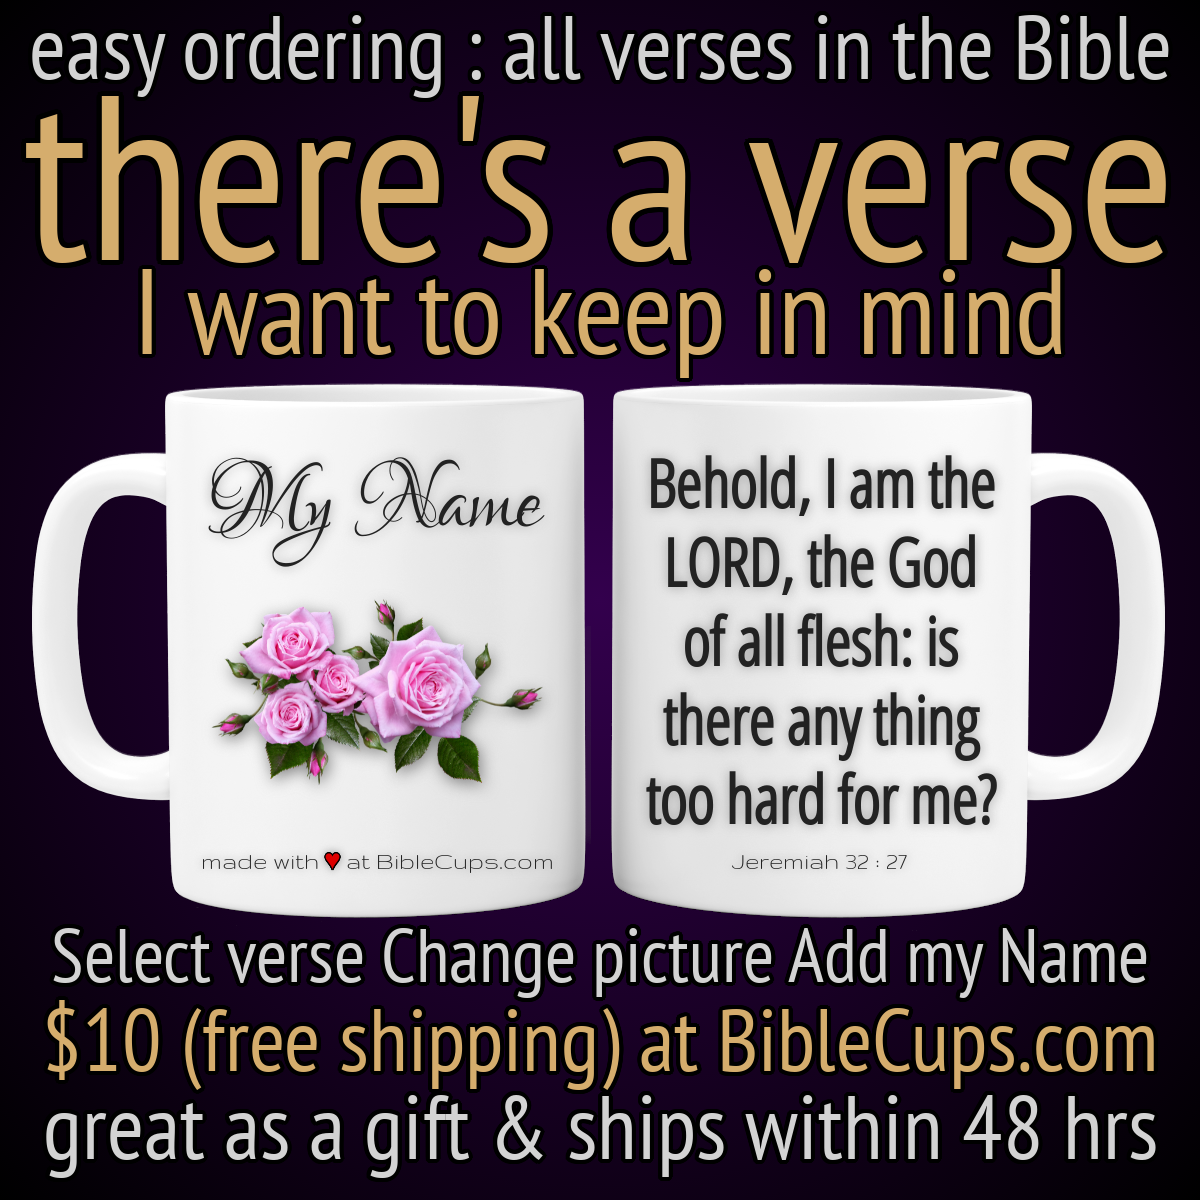 easy ordering : all verses in the Bible
there's a verse
I want to keep in mind
My Name
made with ♥ at BibleCups.com
Behold, I am the
LORD, the God
of all flesh: is
there any thing
too hard for me?
Jeremiah 32 : 27
Select verse Change picture Add my Name
$10 (free shipping) at BibleCups.com
great as a gift & ships within 48 hrs